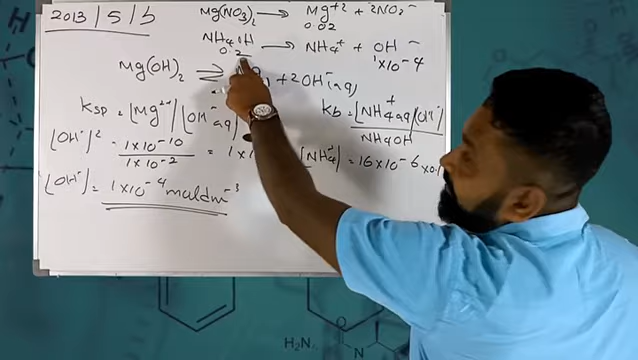 2013/5/b
Mg(NO3)2 → Mg+2 + 2NO3-
0.02
NH4OH → NH4+ + OH-
0.2 1x10-4
Mg(OH)2 ⇌ + 2OH-(aq)
Ksp = [Mg2+] [OH-aq) Kb = [NH4+aq][OH-]
NH4OH
[OH-]2 = 1x10-10 = 1x1 [NH4+] = 16x10-6 x0.
1x10-2
[OH-] = 1x10-4 mouldm-3
H2N
O
N